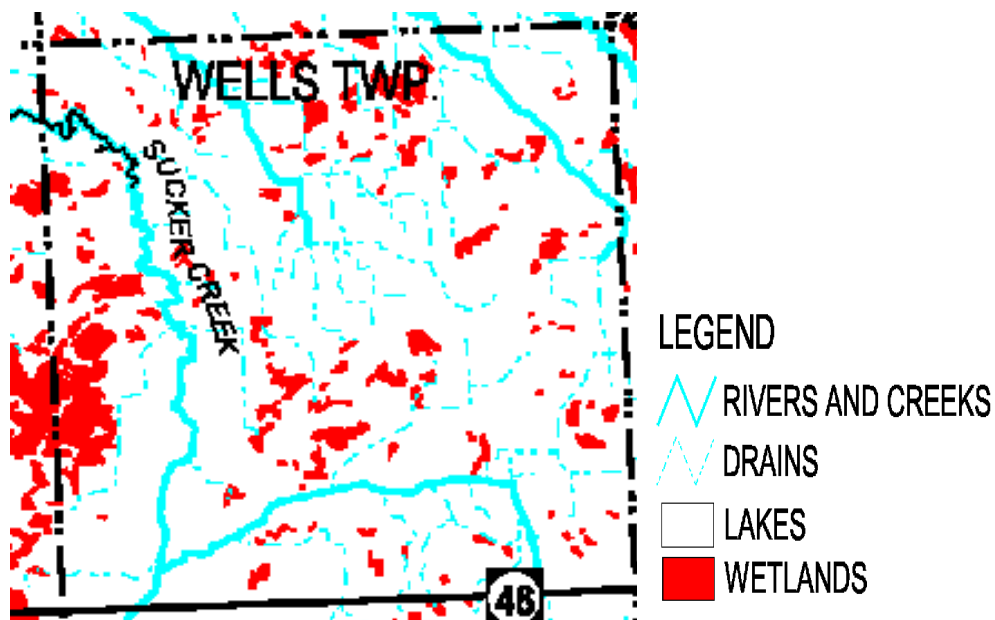 WELLS TWP.
SUCKER CREEK
46
LEGEND
RIVERS AND CREEKS
DRAINS
LAKES
WETLANDS